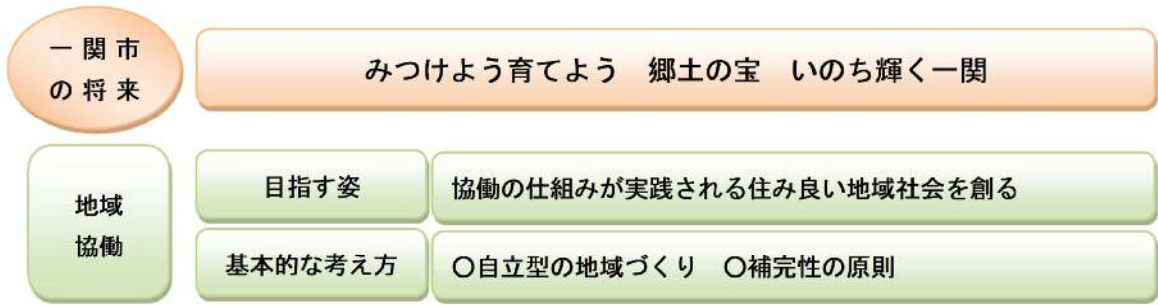 一関市
の将来
みつけよう育てよう　郷土の宝　いのち輝く一関
地域
協働
目指す姿
協働の仕組みが実践される住み良い地域社会を創る
基本的な考え方
〇自立型の地域づくり　〇補完性の原則